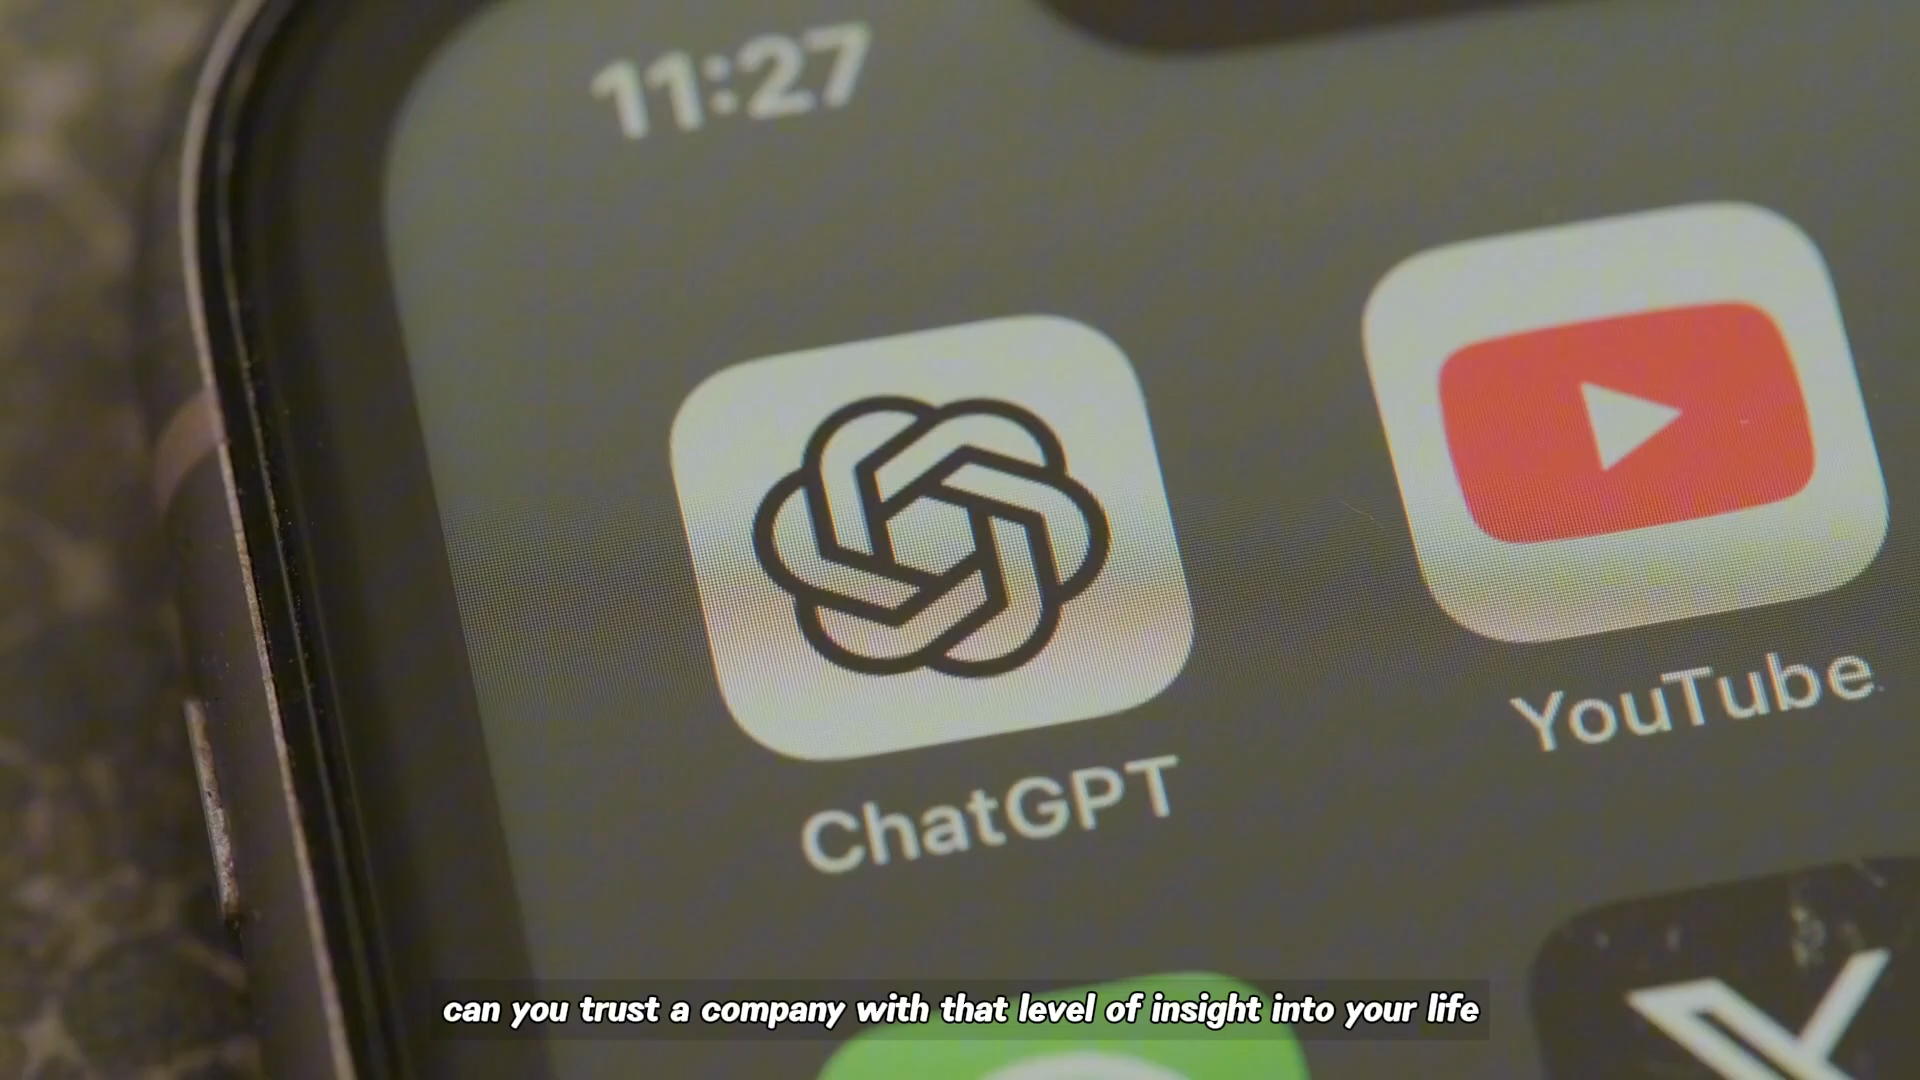 11:27
ChatGPT
YouTube
can you trust a company with that level of insight into your life